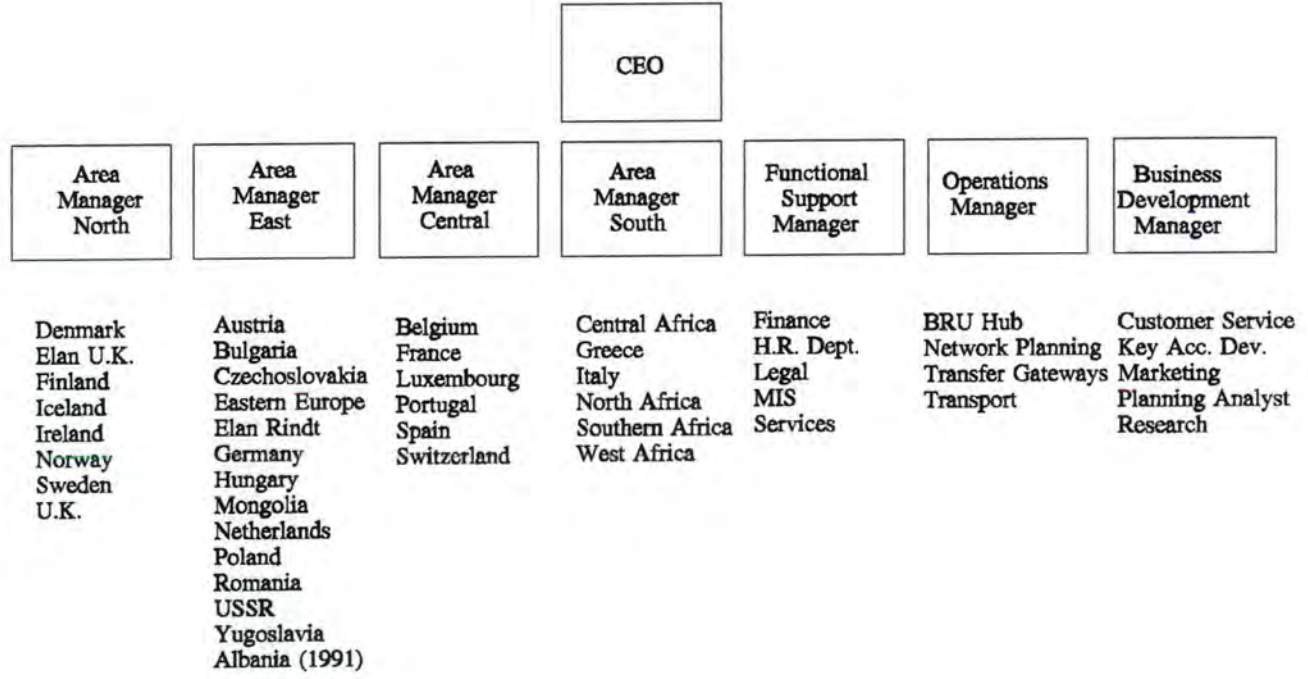 CEO
Area
Manager
North
Area
Manager
East
Area
Manager
Central
Area
Manager
South
Functional
Support
Manager
Operations
Manager
Business
Development
Manager
Denmark
Elan U.K.
Finland
Iceland
Ireland
Norway
Sweden
U.K.
Austria
Bulgaria
Czechoslovakia
Eastern Europe
Elan Rindt
Germany
Hungary
Mongolia
Netherlands
Poland
Romania
USSR
Yugoslavia
Albania (1991)
Belgium
France
Luxembourg
Portugal
Spain
Switzerland
Central Africa
Greece
Italy
North Africa
Southern Africa
West Africa
Finance
H.R. Dept.
Legal
MIS
Services
BRU Hub
Network Planning
Transfer Gateways
Transport
Customer Service
Key Acc. Dev.
Marketing
Planning Analyst
Research